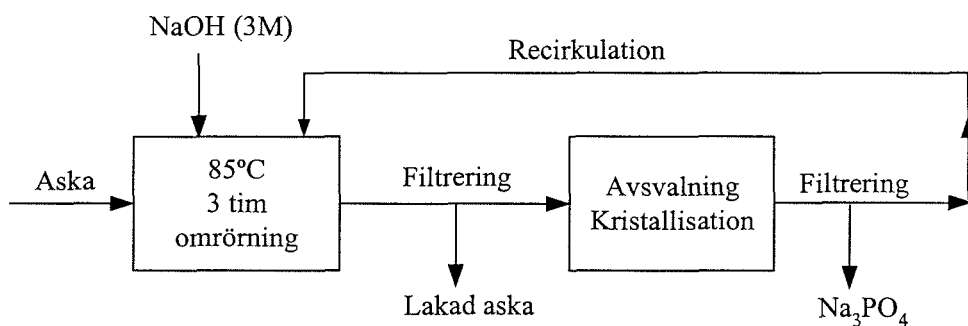 NaOH (3M)
Recirkulation
Aska
85ºC
3 tim
omrörning
Filtrering
Avsvalning
Kristallisation
Filtrering
Lakad aska
Na₃PO₄